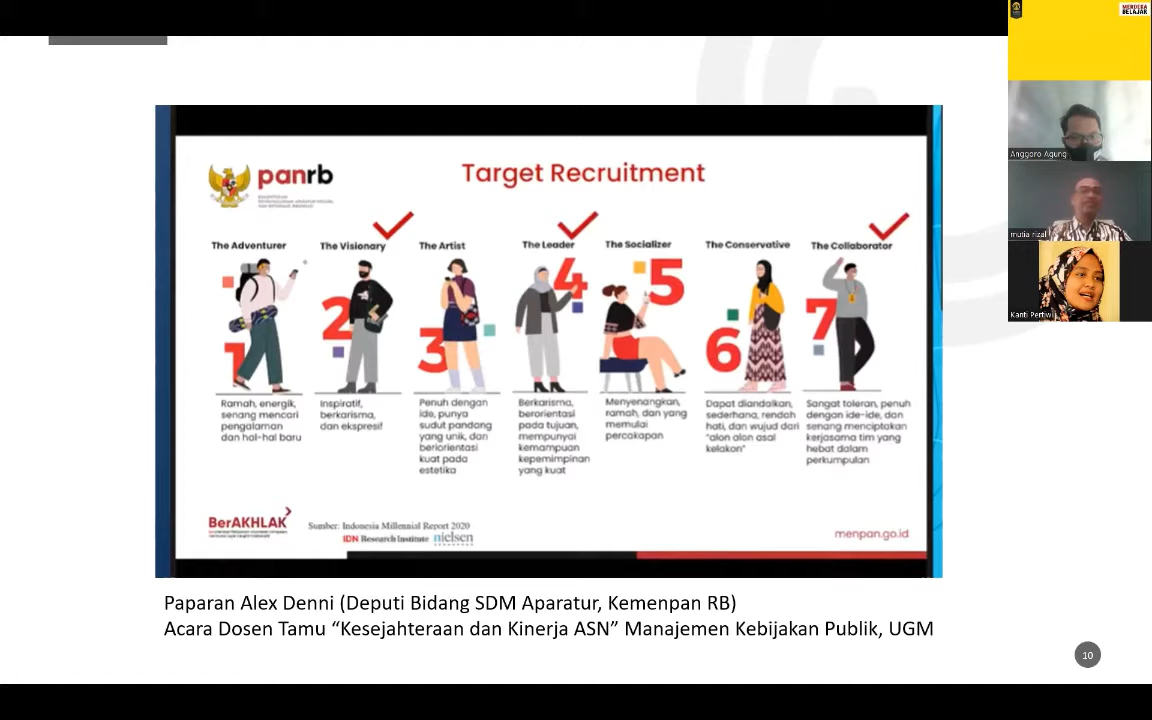 MERDEKA
BELAJAR
panrb
Target Recruitment
The Adventurer
1
Ramah, energik,
senang mencari
pengalaman
dan hal-hal baru
The Visionary
2
Inspiratif,
berkarisma,
dan ekspresif
The Artist
3
Penuh dengan
ide, punya
sudut pandang
yang unik, dan
beriorientasi
kuat pada
estetika
The Leader
4
Berkarisma,
berorientasi
pada tujuan,
mempunyai
kemampuan
kepemimpinan
yang kuat
The Socializer
5
Menyenangkan,
ramah, dan yang
memulai
percakapan
The Conservative
6
Dapat diandalkan,
sederhana, rendah
hati, dan wujud dari
"alon alon asal
kelakon"
The Collaborator
7
Sangat toleran, penuh
dengan ide-ide, dan
senang menciptakan
kerjasama tim yang
hebat dalam
perkumpulan
BerAKHLAK
Sumber: Indonesia Millennial Report 2020
IDN Research Institute nielsen
menpan.go.id
Paparan Alex Denni (Deputi Bidang SDM Aparatur, Kemenpan RB)
Acara Dosen Tamu “Kesejahteraan dan Kinerja ASN” Manajemen Kebijakan Publik, UGM
10
Anggoro Agung
mutia rizal
Kanti Pertiwi